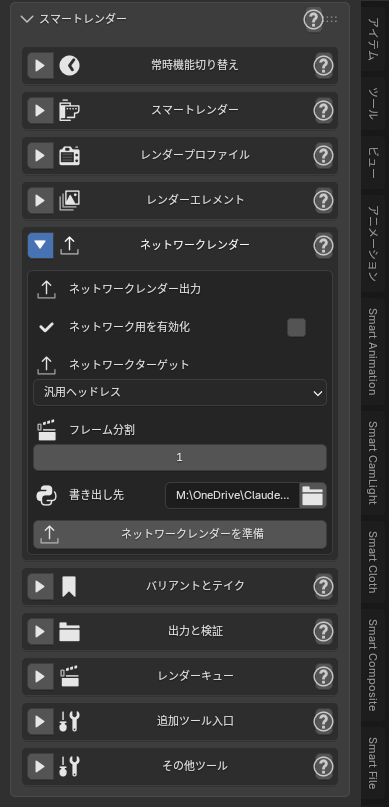 スマートレンダー
常時機能切り替え
スマートレンダー
レンダープロファイル
レンダーエレメント
ネットワークレンダー
ネットワークレンダー出力
ネットワーク用を有効化
ネットワークターゲット
汎用ヘッドレス
フレーム分割
1
書き出し先
M:\OneDrive\Claude...
ネットワークレンダーを準備
バリアントとテイク
出力と検証
レンダーキュー
追加ツール入口
その他ツール
アイテム
ツール
ビュー
アニメーション
Smart Animation
Smart CamLight
Smart Cloth
Smart Composite
Smart File